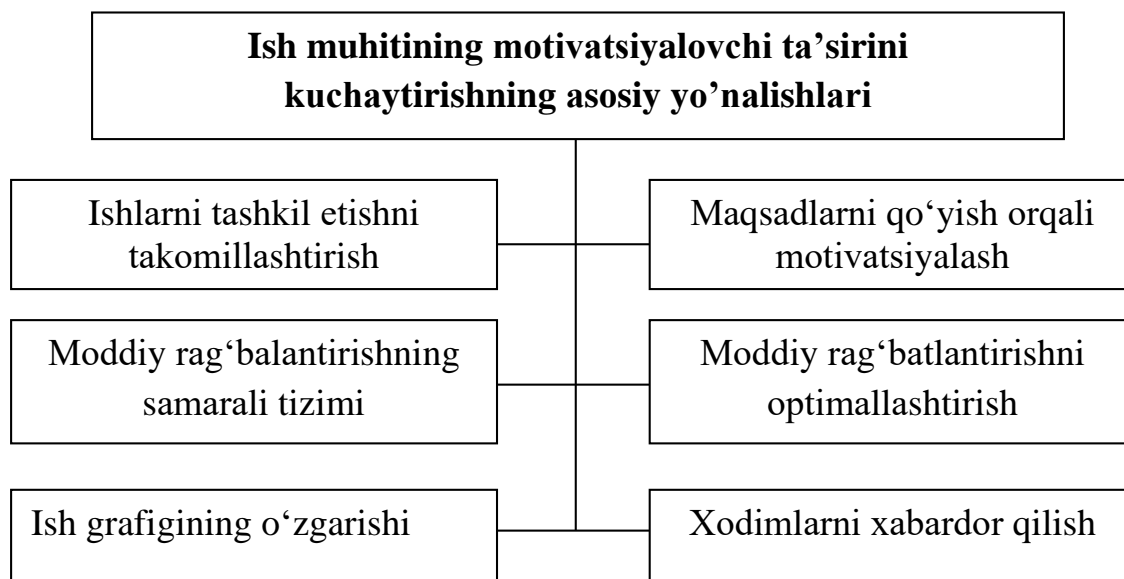 Ish muhitining motivatsiyalovchi ta’sirini
kuchaytirishning asosiy yo’nalishlari
Ishlarni tashkil etishni
takomillashtirish
Maqsadlarni qo‘yish orqali
motivatsiyalash
Moddiy rag‘balantirishning
samarali tizimi
Moddiy rag‘batlantirishni
optimallashtirish
Ish grafigining o‘zgarishi
Xodimlarni xabardor qilish